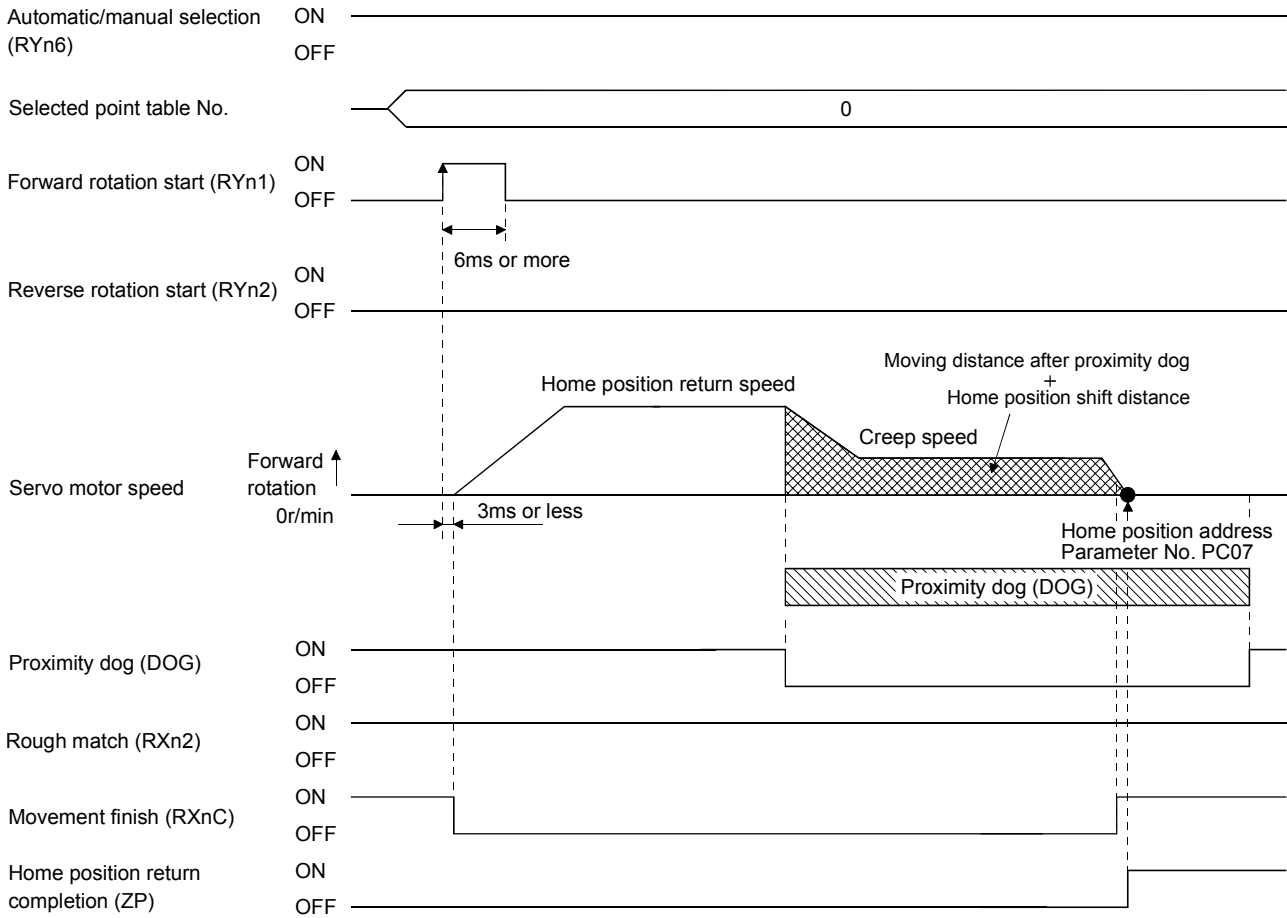 Automatic/manual selection
(RYn6)
ON
OFF
Selected point table No.
0
Forward rotation start (RYn1)
ON
OFF
6ms or more
Reverse rotation start (RYn2)
ON
OFF
Moving distance after proximity dog
+
Home position shift distance
Home position return speed
Creep speed
Servo motor speed
Forward
rotation
0r/min
3ms or less
Home position address
Parameter No. PC07
Proximity dog (DOG)
Proximity dog (DOG)
ON
OFF
Rough match (RXn2)
ON
OFF
Movement finish (RXnC)
ON
OFF
Home position return
completion (ZP)
ON
OFF